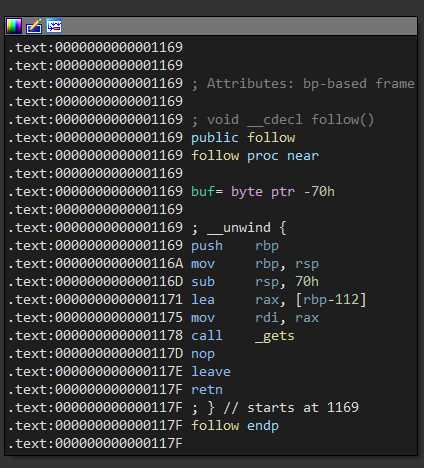 .text:0000000000001169
.text:0000000000001169
.text:0000000000001169 ; Attributes: bp-based frame
.text:0000000000001169
.text:0000000000001169 ; void __cdecl follow()
.text:0000000000001169 public follow
.text:0000000000001169 follow proc near
.text:0000000000001169
.text:0000000000001169 buf= byte ptr -70h
.text:0000000000001169
.text:0000000000001169 ; __unwind {
.text:0000000000001169 push    rbp
.text:000000000000116A mov     rbp, rsp
.text:000000000000116D sub     rsp, 70h
.text:0000000000001171 lea     rax, [rbp-112]
.text:0000000000001175 mov     rdi, rax
.text:0000000000001178 call    _gets
.text:000000000000117D nop
.text:000000000000117E leave
.text:000000000000117F retn
.text:000000000000117F ; } // starts at 1169
.text:000000000000117F follow endp
.text:000000000000117F